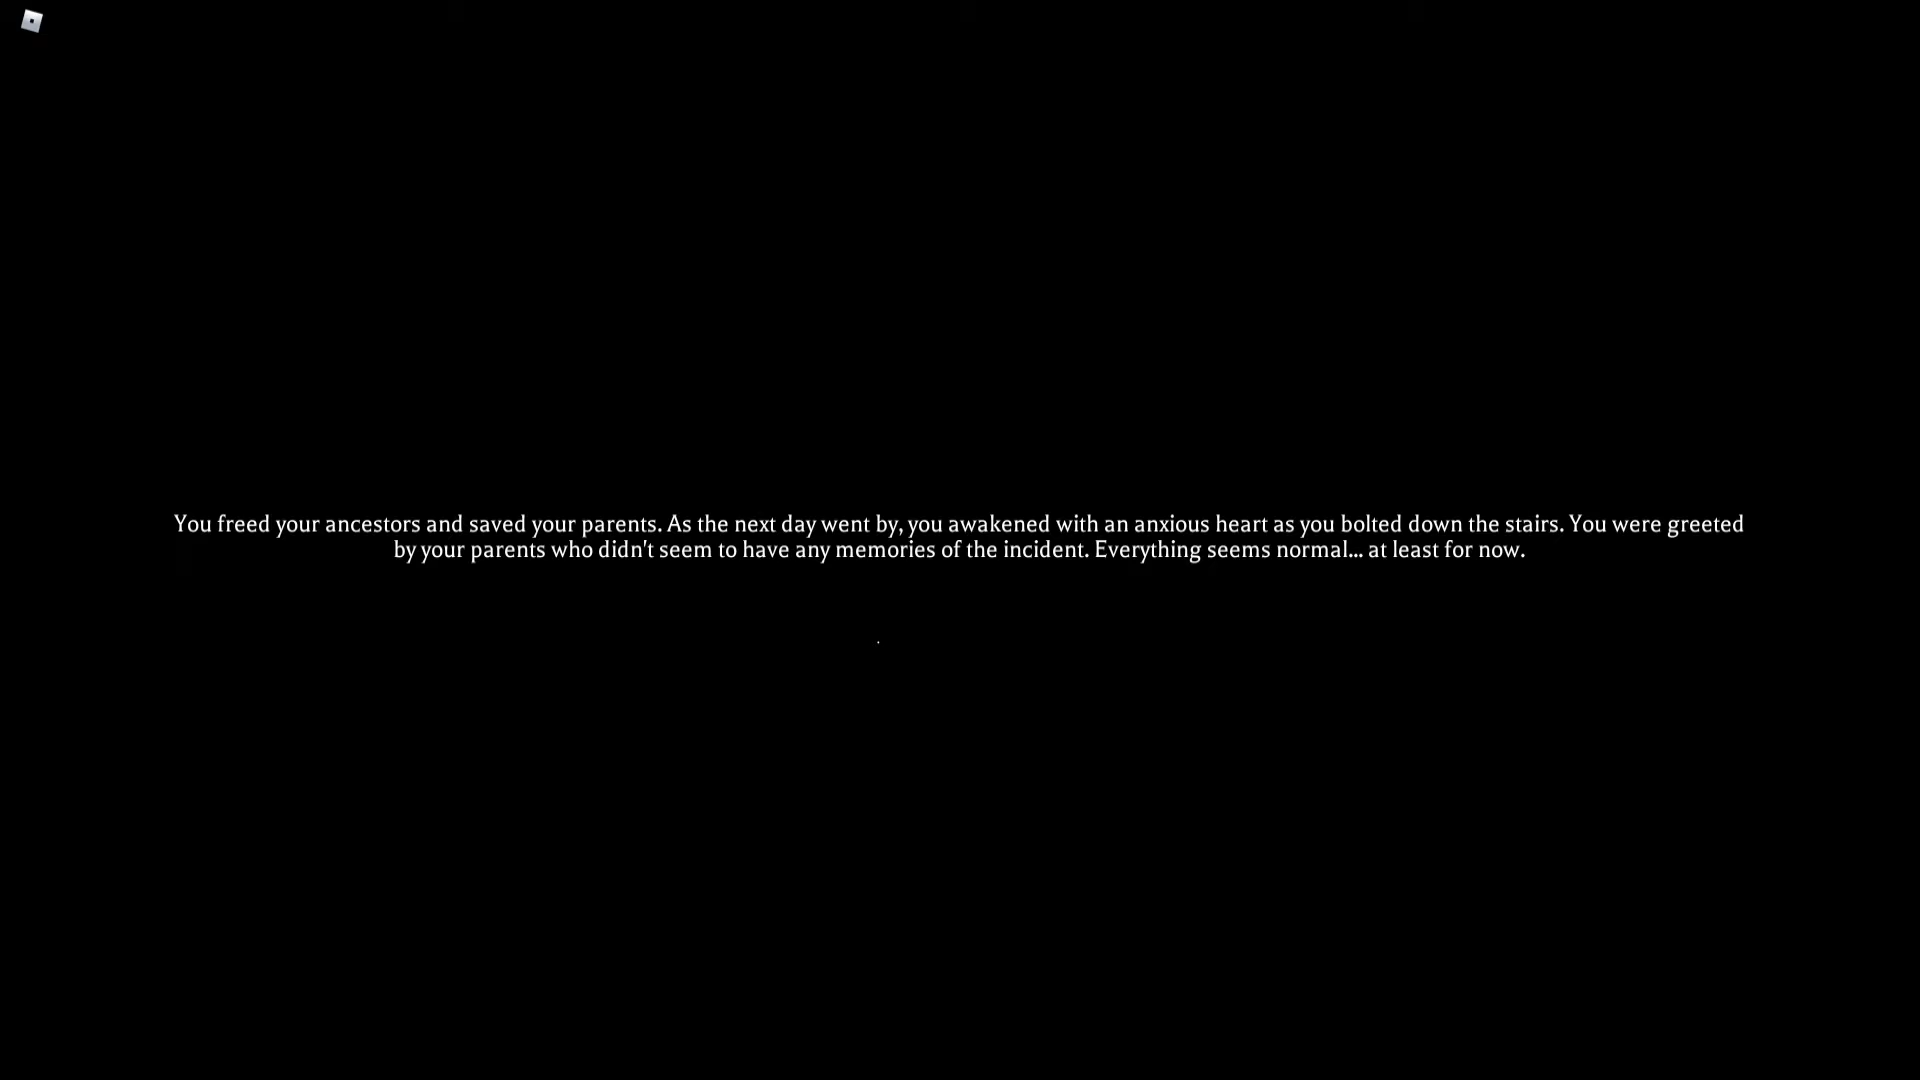 You freed your ancestors and saved your parents. As the next day went by, you awakened with an anxious heart as you bolted down the stairs. You were greeted
by your parents who didn't seem to have any memories of the incident. Everything seems normal... at least for now.